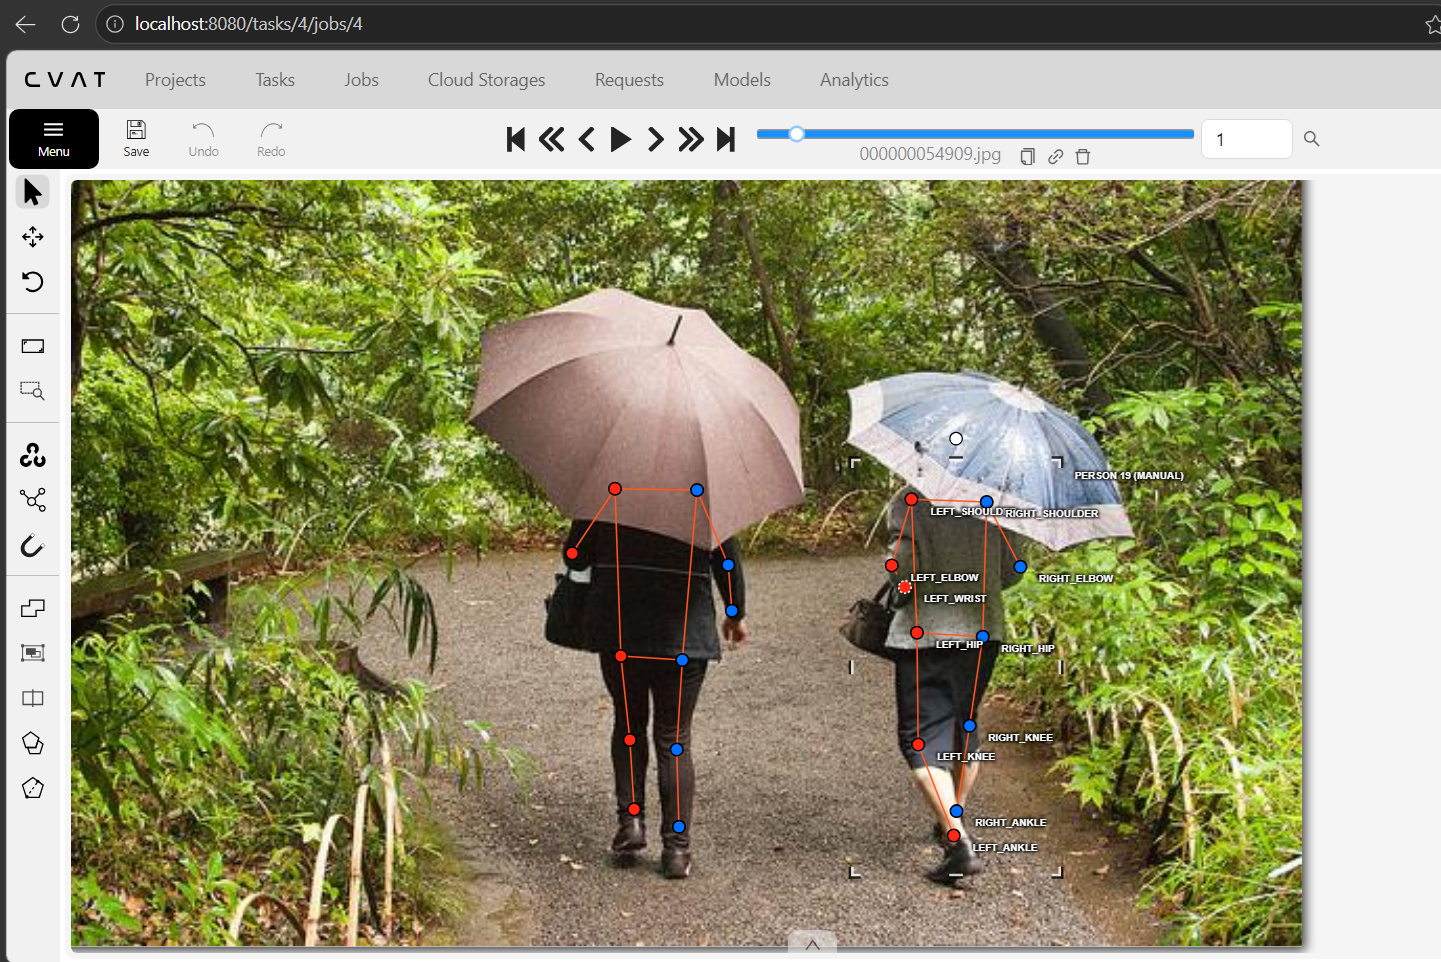 localhost:8080/tasks/4/jobs/4
CVAT Projects Tasks Jobs Cloud Storages Requests Models Analytics
Menu Save Undo Redo
1
000000054909.jpg
PERSON 19 (MANUAL)
LEFT_SHOULD RIGHT_SHOULDER
LEFT_ELBOW RIGHT_ELBOW
LEFT_WRIST
LEFT_HIP RIGHT_HIP
RIGHT_KNEE
LEFT_KNEE
RIGHT_ANKLE
LEFT_ANKLE